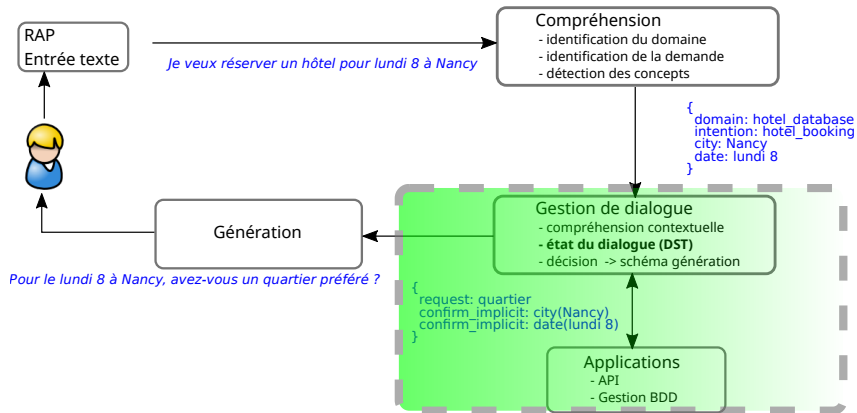 RAP
Entrée texte
Je veux réserver un hôtel pour lundi 8 à Nancy
Compréhension
- identification du domaine
- identification de la demande
- détection des concepts
{
domain: hotel_database
intention: hotel_booking
city: Nancy
date: lundi 8
}
Gestion de dialogue
- compréhension contextuelle
- état du dialogue (DST)
- décision -> schéma génération
Génération
Pour le lundi 8 à Nancy, avez-vous un quartier préféré ?
{
request: quartier
confirm_implicit: city(Nancy)
confirm_implicit: date(lundi 8)
}
Applications
- API
- Gestion BDD